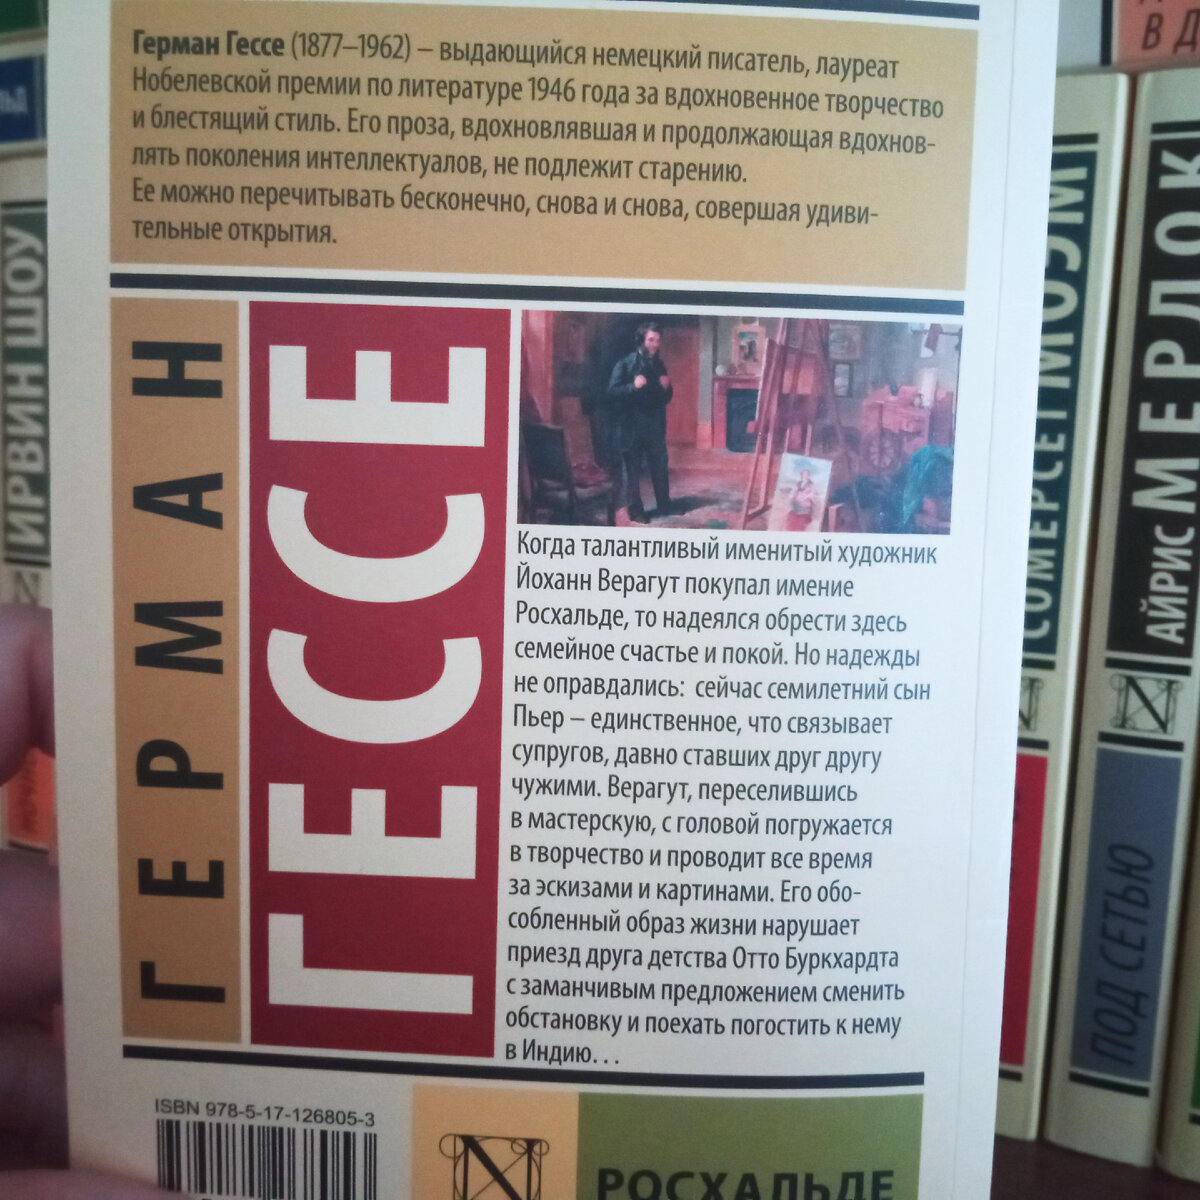 Герман Гессе (1877–1962) – выдающийся немецкий писатель, лауреат
Нобелевской премии по литературе 1946 года за вдохновенное творчество
и блестящий стиль. Его проза, вдохновлявшая и продолжающая вдохнов-
лять поколения интеллектуалов, не подлежит старению.
Ее можно перечитывать бесконечно, снова и снова, совершая удиви-
тельные открытия.
ГЕРМАН
ГЕССЕ
Когда талантливый именитый художник
Йоханн Верагут покупал имение
Росхальде, то надеялся обрести здесь
семейное счастье и покой. Но надежды
не оправдались: сейчас семилетний сын
Пьер – единственное, что связывает
супругов, давно ставших друг другу
чужими. Верагут, переселившись
в мастерскую, с головой погружается
в творчество и проводит все время
за эскизами и картинами. Его обо-
собленный образ жизни нарушает
приезд друга детства Отто Буркхардта
с заманчивым предложением сменить
обстановку и поехать погостить к нему
в Индию...
ISBN 978-5-17-126805-3
N
РОСХАЛЬДЕ
ИРВИН ШОУ
СОМЕРСЕТ МОЭМ
АЙРИС МЕРДОК
N
ПОД СЕТЬЮ
В Д